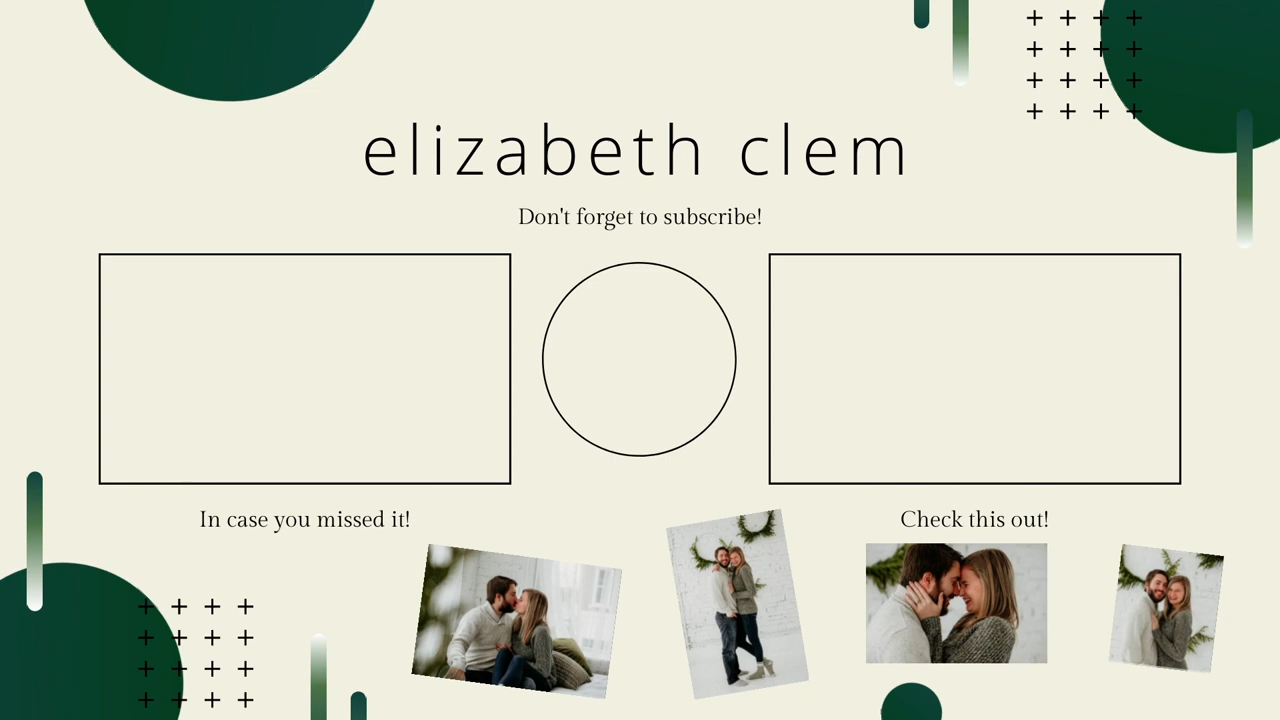 elizabeth clem
Don't forget to subscribe!
In case you missed it!
Check this out!